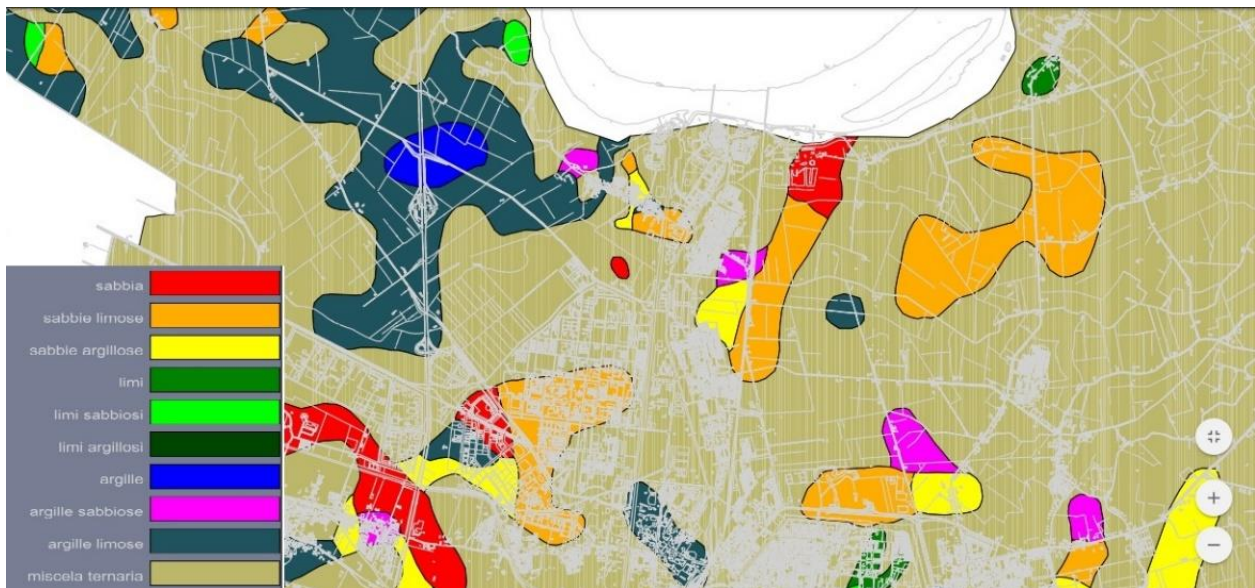 sabbia
sabbie limose
sabbie argillose
limi
limi sabbiosi
limi argillosi
argille
argille sabbiose
argille limose
miscela ternaria